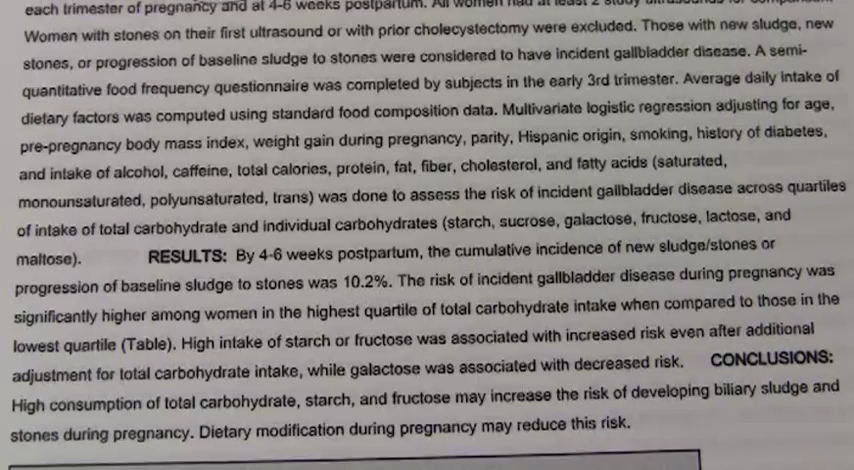 each trimester of pregnancy and at 4-6 weeks postpartum. All women had at least 2 study ultrasounds for
Women with stones on their first ultrasound or with prior cholecystectomy were excluded. Those with new sludge, new
stones, or progression of baseline sludge to stones were considered to have incident gallbladder disease. A semi-
quantitative food frequency questionnaire was completed by subjects in the early 3rd trimester. Average daily intake of
dietary factors was computed using standard food composition data. Multivariate logistic regression adjusting for age,
pre-pregnancy body mass index, weight gain during pregnancy, parity, Hispanic origin, smoking, history of diabetes,
and intake of alcohol, caffeine, total calories, protein, fat, fiber, cholesterol, and fatty acids (saturated,
monounsaturated, polyunsaturated, trans) was done to assess the risk of incident gallbladder disease across quartiles
of intake of total carbohydrate and individual carbohydrates (starch, sucrose, galactose, fructose, lactose, and
maltose). RESULTS: By 4-6 weeks postpartum, the cumulative incidence of new sludge/stones or
progression of baseline sludge to stones was 10.2%. The risk of incident gallbladder disease during pregnancy was
significantly higher among women in the highest quartile of total carbohydrate intake when compared to those in the
lowest quartile (Table). High intake of starch or fructose was associated with increased risk even after additional
adjustment for total carbohydrate intake, while galactose was associated with decreased risk. CONCLUSIONS:
High consumption of total carbohydrate, starch, and fructose may increase the risk of developing biliary sludge and
stones during pregnancy. Dietary modification during pregnancy may reduce this risk.